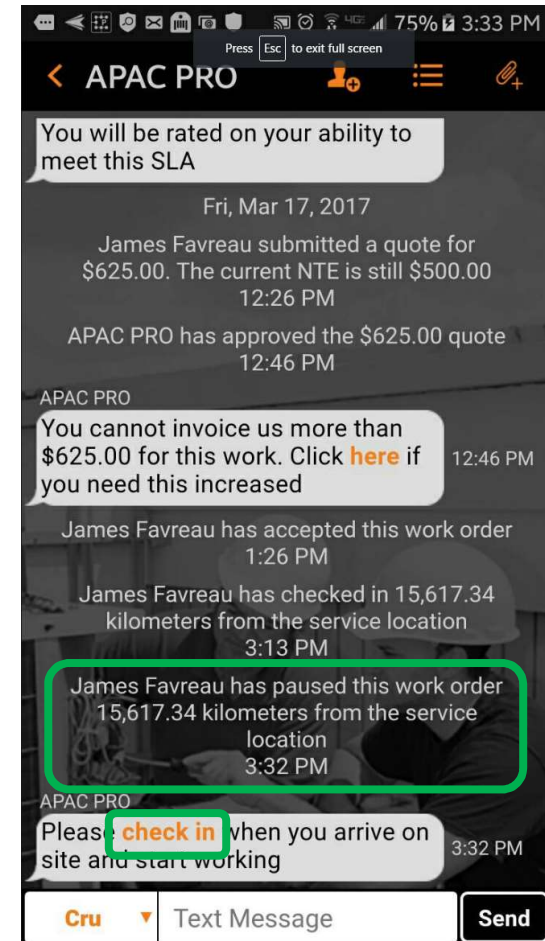 4G LTE 75% 3:33 PM
Press Esc to exit full screen
< APAC PRO
You will be rated on your ability to
meet this SLA
Fri, Mar 17, 2017
James Favreau submitted a quote for
$625.00. The current NTE is still $500.00
12:26 PM
APAC PRO has approved the $625.00 quote
12:46 PM
APAC PRO
You cannot invoice us more than
$625.00 for this work. Click here if
you need this increased
12:46 PM
James Favreau has accepted this work order
1:26 PM
James Favreau has checked in 15,617.34
kilometers from the service location
3:13 PM
James Favreau has paused this work order
15,617.34 kilometers from the service
location
3:32 PM
APAC PRO
Please check in when you arrive on
site and start working
3:32 PM
Cru Text Message Send